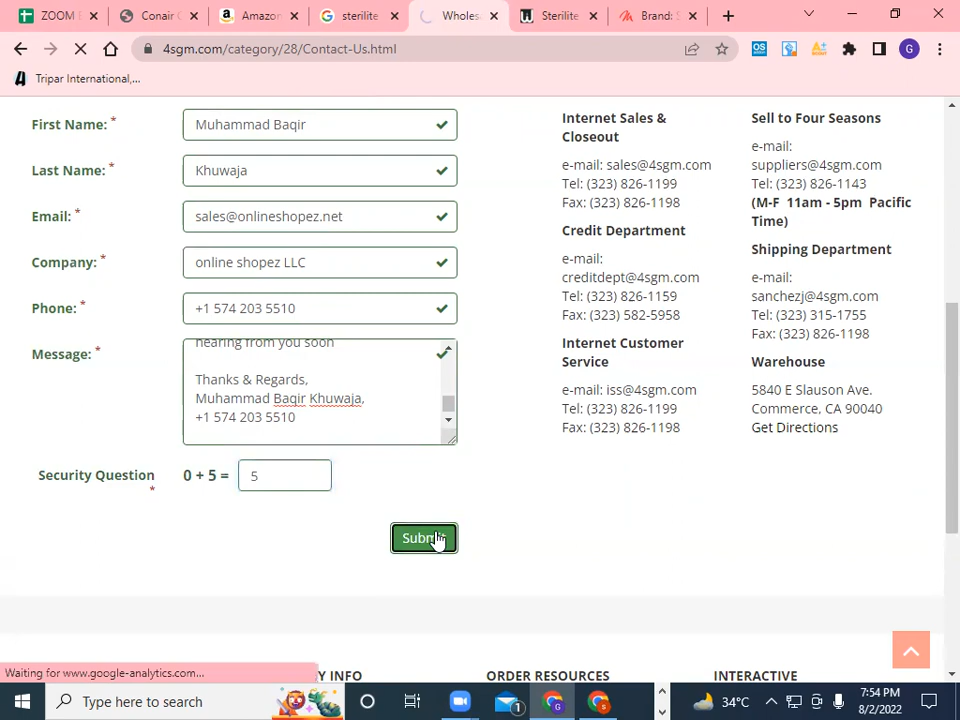 ZOOM E
Conair C
Amazon
sterilite
Wholes
Sterilite
Brand: S
4sgm.com/category/28/Contact-Us.html
G
Tripar International,...
First Name: *
Muhammad Baqir
Last Name: *
Khuwaja
Email: *
sales@onlineshopez.net
Company: *
online shopez LLC
Phone: *
+1 574 203 5510
Message: *
hearing from you soon
Thanks & Regards,
Muhammad Baqir Khuwaja,
+1 574 203 5510
Security Question *
0 + 5 =
5
Submit
Internet Sales &
Closeout
e-mail: sales@4sgm.com
Tel: (323) 826-1199
Fax: (323) 826-1198
Credit Department
e-mail:
creditdept@4sgm.com
Tel: (323) 826-1159
Fax: (323) 582-5958
Internet Customer
Service
e-mail: iss@4sgm.com
Tel: (323) 826-1199
Fax: (323) 826-1198
Sell to Four Seasons
e-mail:
suppliers@4sgm.com
Tel: (323) 826-1143
(M-F 11am - 5pm Pacific
Time)
Shipping Department
e-mail:
sanchezj@4sgm.com
Tel: (323) 315-1755
Fax: (323) 826-1198
Warehouse
5840 E Slauson Ave.
Commerce, CA 90040
Get Directions
Waiting for www.google-analytics.com...
Y INFO
ORDER RESOURCES
INTERACTIVE
Type here to search
34°C
7:54 PM
8/2/2022